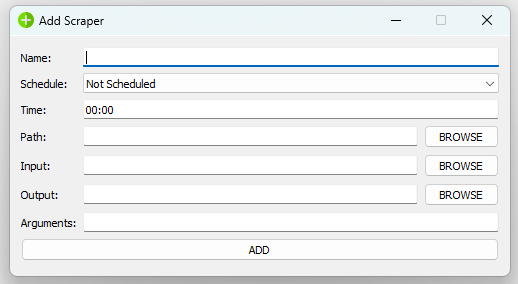 Add Scraper
Name:
Schedule: Not Scheduled
Time: 00:00
Path: BROWSE
Input: BROWSE
Output: BROWSE
Arguments:
ADD